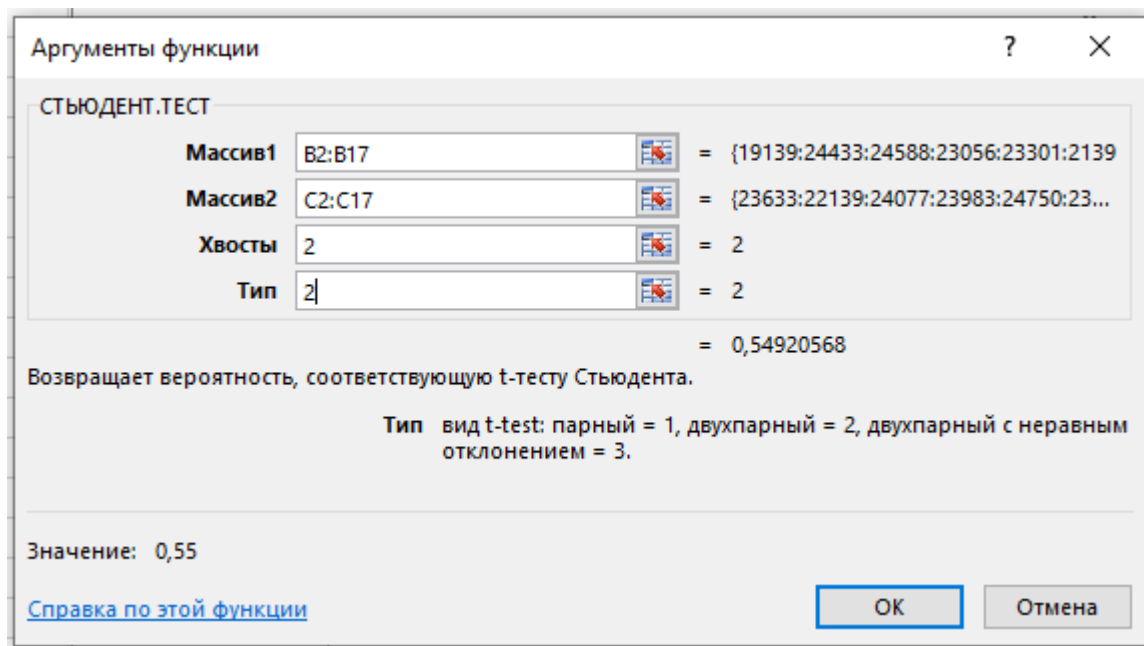 Аргументы функции ? ×
СТЬЮДЕНТ.ТЕСТ
Массив1 B2:B17 = {19139:24433:24588:23056:23301:2139
Массив2 C2:C17 = {23633:22139:24077:23983:24750:23...
Хвосты 2 = 2
Тип 2 = 2
= 0,54920568
Возвращает вероятность, соответствующую t-тесту Стьюдента.
Тип вид t-test: парный = 1, двухпарный = 2, двухпарный с неравным
отклонением = 3.
Значение: 0,55
Справка по этой функции ОК Отмена